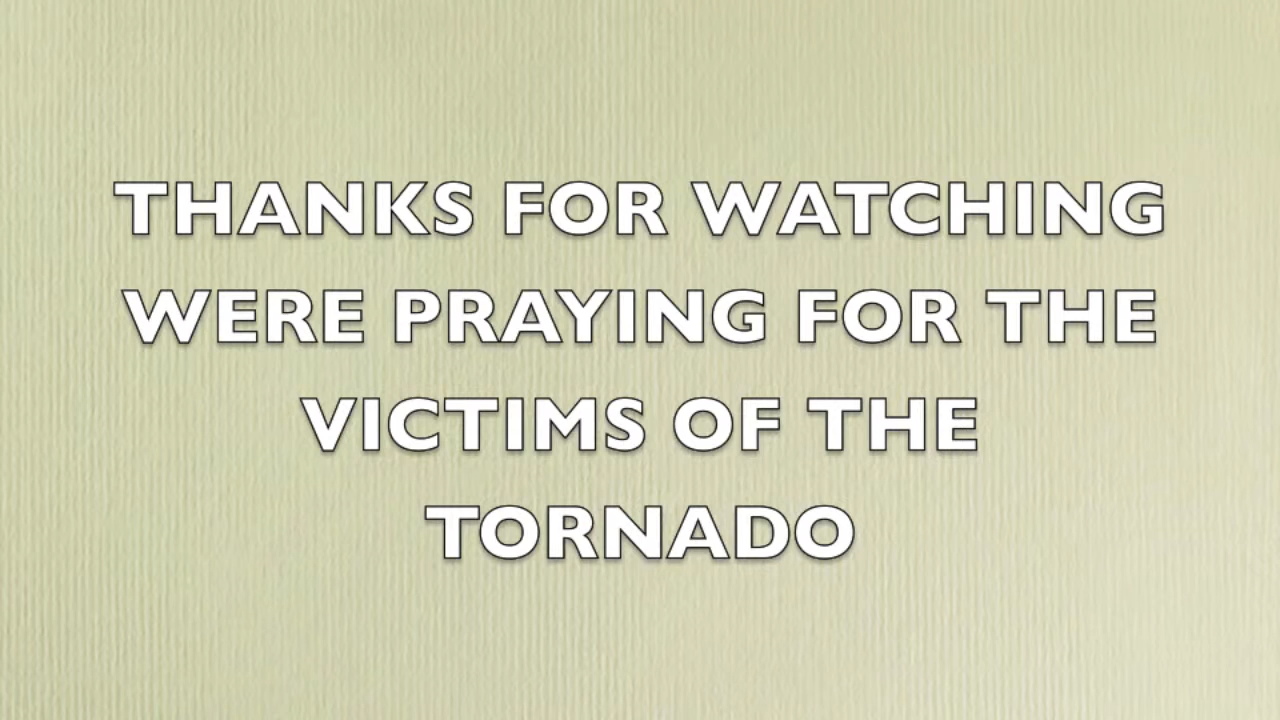 THANKS FOR WATCHING
WERE PRAYING FOR THE
VICTIMS OF THE
TORNADO